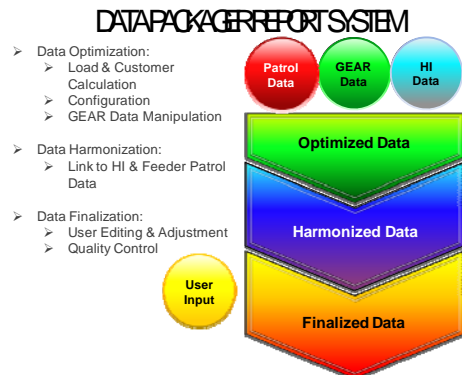 DATA PACKAGER REPORT SYSTEM
➢ Data Optimization:
➢ Load & Customer
Calculation
➢ Configuration
➢ GEAR Data Manipulation
➢ Data Harmonization:
➢ Link to HI & Feeder Patrol
Data
➢ Data Finalization:
➢ User Editing & Adjustment
➢ Quality Control
Patrol
Data
GEAR
Data
HI
Data
Optimized Data
Harmonized Data
User
Input
Finalized Data